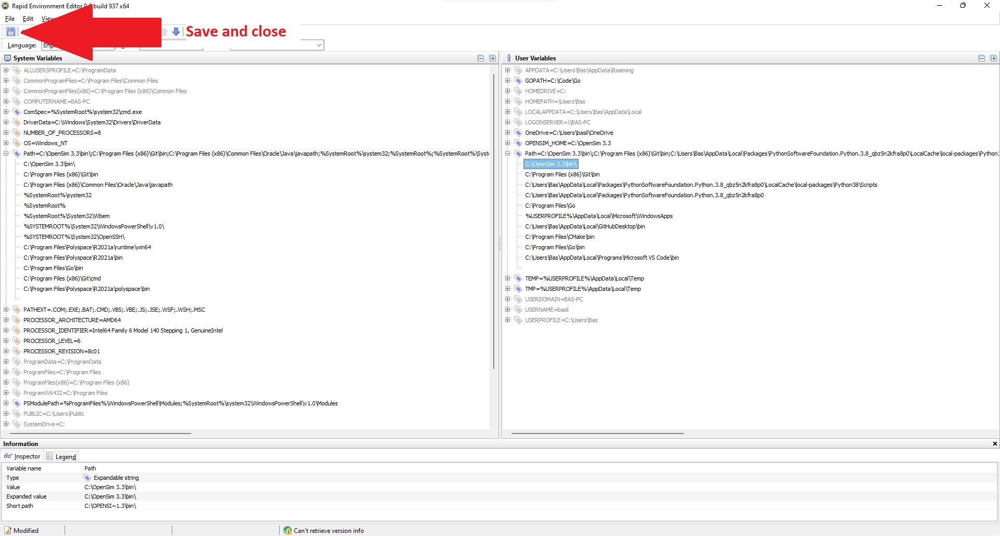 Rapid Environment Editor build 937 x64
File Edit View
Save and close
Language:
System Variables
ALLUSERSPROFILE=C:\ProgramData
CommonProgramFiles=C:\Program Files\Common Files
CommonProgramFiles(x86)=C:\Program Files (x86)\Common Files
COMPUTERNAME=BAS-PC
ComSpec=%SystemRoot%\system32\cmd.exe
DriverData=C:\Windows\System32\Drivers\DriverData
NUMBER_OF_PROCESSORS=8
OS=Windows_NT
Path=C:\OpenSim 3.3\bin\;C:\Program Files (x86)\Git\bin;C:\Program Files (x86)\Common Files\Oracle\Java\javapath;%SystemRoot%\system32;%SystemRoot%;%SystemRoot%\Syst
C:\OpenSim 3.3\bin\
C:\Program Files (x86)\Git\bin
C:\Program Files (x86)\Common Files\Oracle\Java\javapath
%SystemRoot%\system32
%SystemRoot%
%SystemRoot%\System32\Wbem
%SYSTEMROOT%\System32\WindowsPowerShell\v1.0\
%SYSTEMROOT%\System32\OpenSSH\
C:\Program Files\Polyspace\R2021a\runtime\win64
C:\Program Files\Polyspace\R2021a\bin
C:\Program Files\Go\bin
C:\Program Files (x86)\Git\cmd
C:\Program Files\Polyspace\R2021a\polyspace\bin
PATHEXT=.COM;.EXE;.BAT;.CMD;.VBS;.VBE;.JS;.JSE;.WSF;.WSH;.MSC
PROCESSOR_ARCHITECTURE=AMD64
PROCESSOR_IDENTIFIER=Intel64 Family 6 Model 140 Stepping 1, GenuineIntel
PROCESSOR_LEVEL=6
PROCESSOR_REVISION=8c01
ProgramData=C:\ProgramData
ProgramFiles=C:\Program Files
ProgramFiles(x86)=C:\Program Files (x86)
ProgramW6432=C:\Program Files
PSModulePath=%ProgramFiles%\WindowsPowerShell\Modules;%SystemRoot%\system32\WindowsPowerShell\v1.0\Modules
PUBLIC=C:\Users\Public
SystemDrive=C:
User Variables
APPDATA=C:\Users\Bas\AppData\Roaming
GOPATH=C:\Code\Go
HOMEDRIVE=C:
HOMEPATH=\Users\Bas
LOCALAPPDATA=C:\Users\Bas\AppData\Local
LOGONSERVER=\\BAS-PC
OneDrive=C:\Users\basil\OneDrive
OPENSIM_HOME=C:\OpenSim 3.3
Path=C:\OpenSim 3.3\bin\;C:\Program Files (x86)\Git\bin;C:\Users\Bas\AppData\Local\Packages\PythonSoftwareFoundation.Python.3.8_qbz5n2kfra8p0\LocalCache\local-packages\Python:
C:\OpenSim 3.3\bin\
C:\Program Files (x86)\Git\bin
C:\Users\Bas\AppData\Local\Packages\PythonSoftwareFoundation.Python.3.8_qbz5n2kfra8p0\LocalCache\local-packages\Python38\Scripts
C:\Users\Bas\AppData\Local\Packages\PythonSoftwareFoundation.Python.3.8_qbz5n2kfra8p0
C:\Program Files\Go
%USERPROFILE%\AppData\Local\Microsoft\WindowsApps
C:\Users\Bas\AppData\Local\GitHubDesktop\bin
C:\Program Files\CMake\bin
C:\Program Files\Go\bin
C:\Users\Bas\AppData\Local\Programs\Microsoft VS Code\bin
TEMP=%USERPROFILE%\AppData\Local\Temp
TMP=%USERPROFILE%\AppData\Local\Temp
USERDOMAIN=BAS-PC
USERNAME=basil
USERPROFILE=C:\Users\Bas
Information
Inspector Legend
Variable name Path
Type Expandable string
Value C:\OpenSim 3.3\bin\
Expanded value C:\OpenSim 3.3\bin\
Short path C:\OPENSI~1.3\bin\
Modified Can't retrieve version info